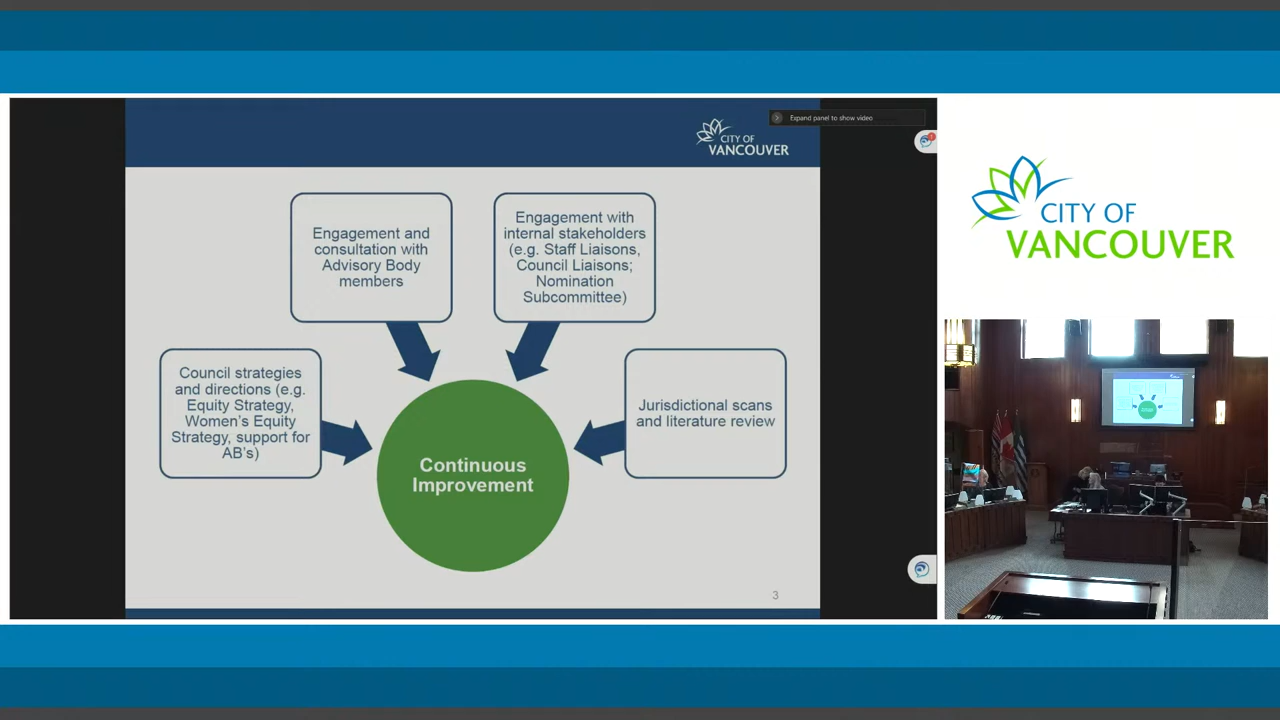 Expand panel to show video
CITY OF
VANCOUVER
Engagement and
consultation with
Advisory Body
members
Engagement with
internal stakeholders
(e.g. Staff Liaisons,
Council Liaisons;
Nomination
Subcommittee)
Council strategies
and directions (e.g.
Equity Strategy,
Women's Equity
Strategy, support for
AB's)
Jurisdictional scans
and literature review
Continuous
Improvement
3
CITY OF
VANCOUVER